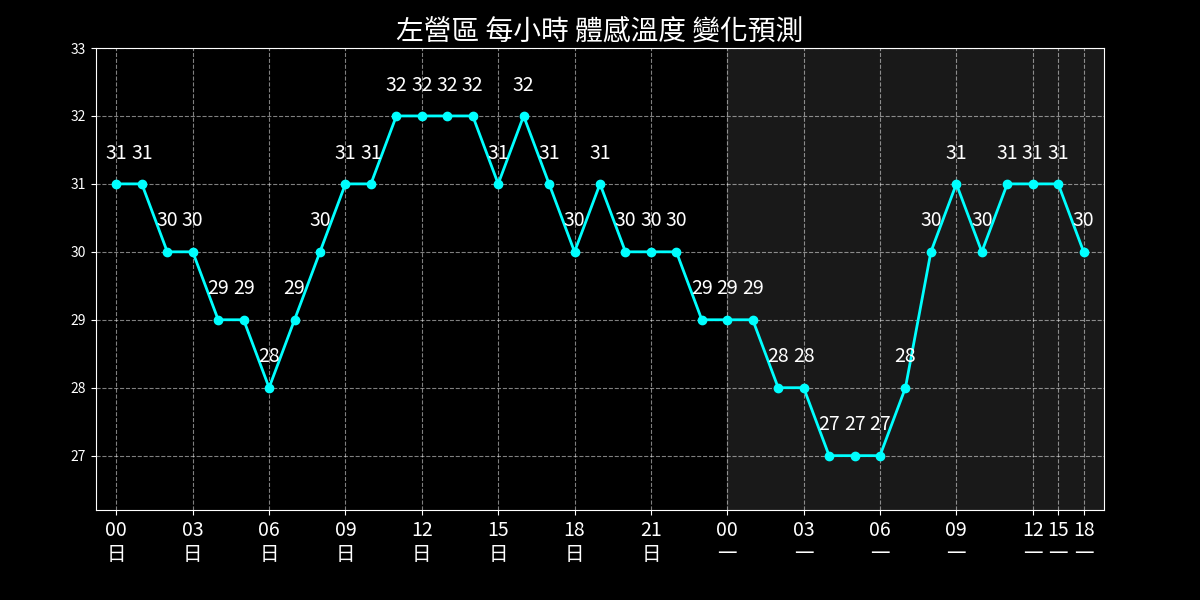 左營區 每小時 體感溫度 變化預測
33
32 32 32 32 32
32
31 31 31 31 31 31 31 31 31 31 31
31
30 30 30 30 30 30 30 30 30 30
30
29 29 29 29 29 29
29
28 28 28 28
28
27 27 27
27
00 03 06 09 12 15 18 21 00 03 06 09 12 15 18
日 日 日 日 日 日 日 日 一 一 一 一 一 一 一